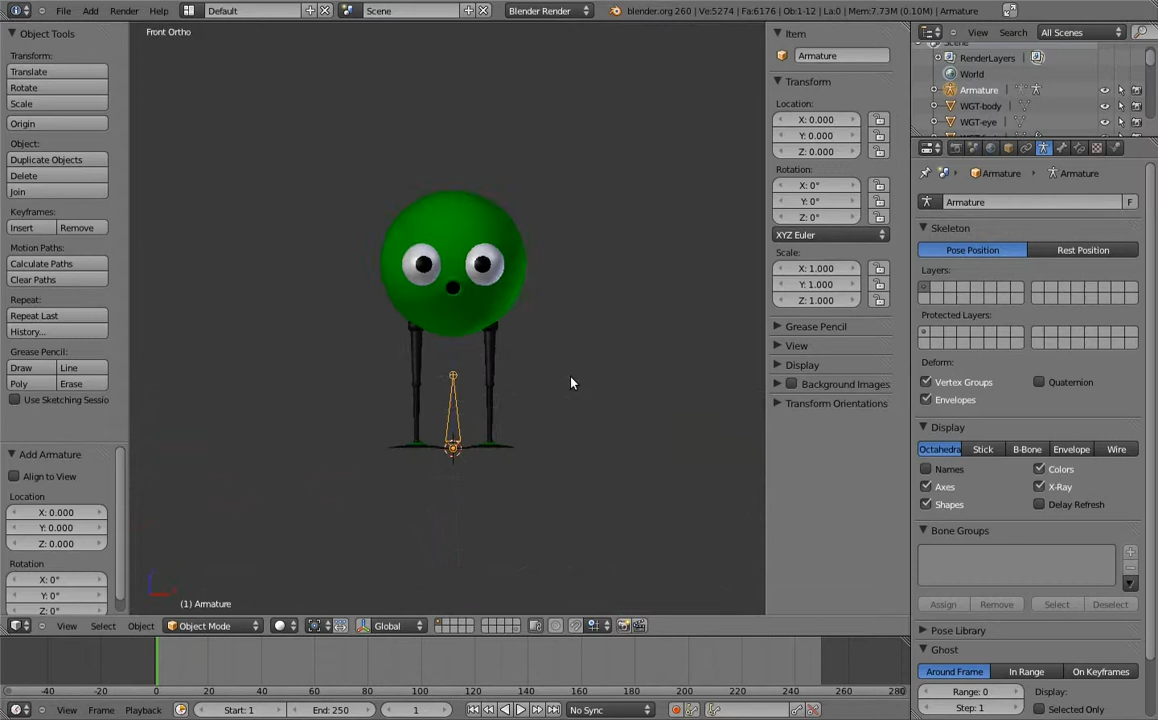 File Add Render Help Default Scene Blender Render blender.org 260 | Ve:5274 | Fa:6176 | Ob:1-12 | La:0 | Mem:7.73M (0.10M) | Armature
Object Tools
Transform:
Translate
Rotate
Scale
Origin
Object:
Duplicate Objects
Delete
Join
Keyframes:
Insert Remove
Motion Paths:
Calculate Paths
Clear Paths
Repeat:
Repeat Last
History...
Grease Pencil:
Draw Line
Poly Erase
Use Sketching Sessio
Add Armature
Align to View
Location
X: 0.000
Y: 0.000
Z: 0.000
Rotation
X: 0°
Y: 0°
Z: 0°
Front Ortho
(1) Armature
Item
Armature
Transform
Location:
X: 0.000
Y: 0.000
Z: 0.000
Rotation:
X: 0°
Y: 0°
Z: 0°
XYZ Euler
Scale:
X: 1.000
Y: 1.000
Z: 1.000
Grease Pencil
View
Display
Background Images
Transform Orientations
View Search All Scenes
Scene
RenderLayers
World
Armature
WGT-body
WGT-eye
Armature Armature
Armature F
Skeleton
Pose Position Rest Position
Layers:
Protected Layers:
Deform:
Vertex Groups Quaternion
Envelopes
Display
Octahedra Stick B-Bone Envelope Wire
Names Colors
Axes X-Ray
Shapes Delay Refresh
Bone Groups
Assign Remove Select Deselect
Pose Library
Ghost
Around Frame In Range On Keyframes
Range: 0 Display:
Step: 1 Selected Only
View Select Object Object Mode Global
-40 -20 0 20 40 60 80 100 120 140 160 180 200 220 240 260 280
View Frame Playback Start: 1 End: 250 1 No Sync